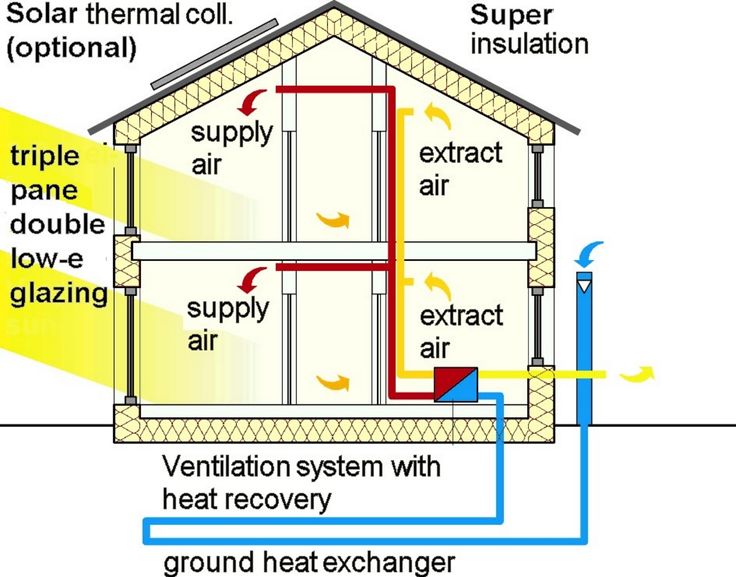 Solar thermal coll.
(optional)
Super
insulation
supply
air
extract
air
triple
pane
double
low-e
glazing
supply
air
extract
air
Ventilation system with
heat recovery
ground heat exchanger